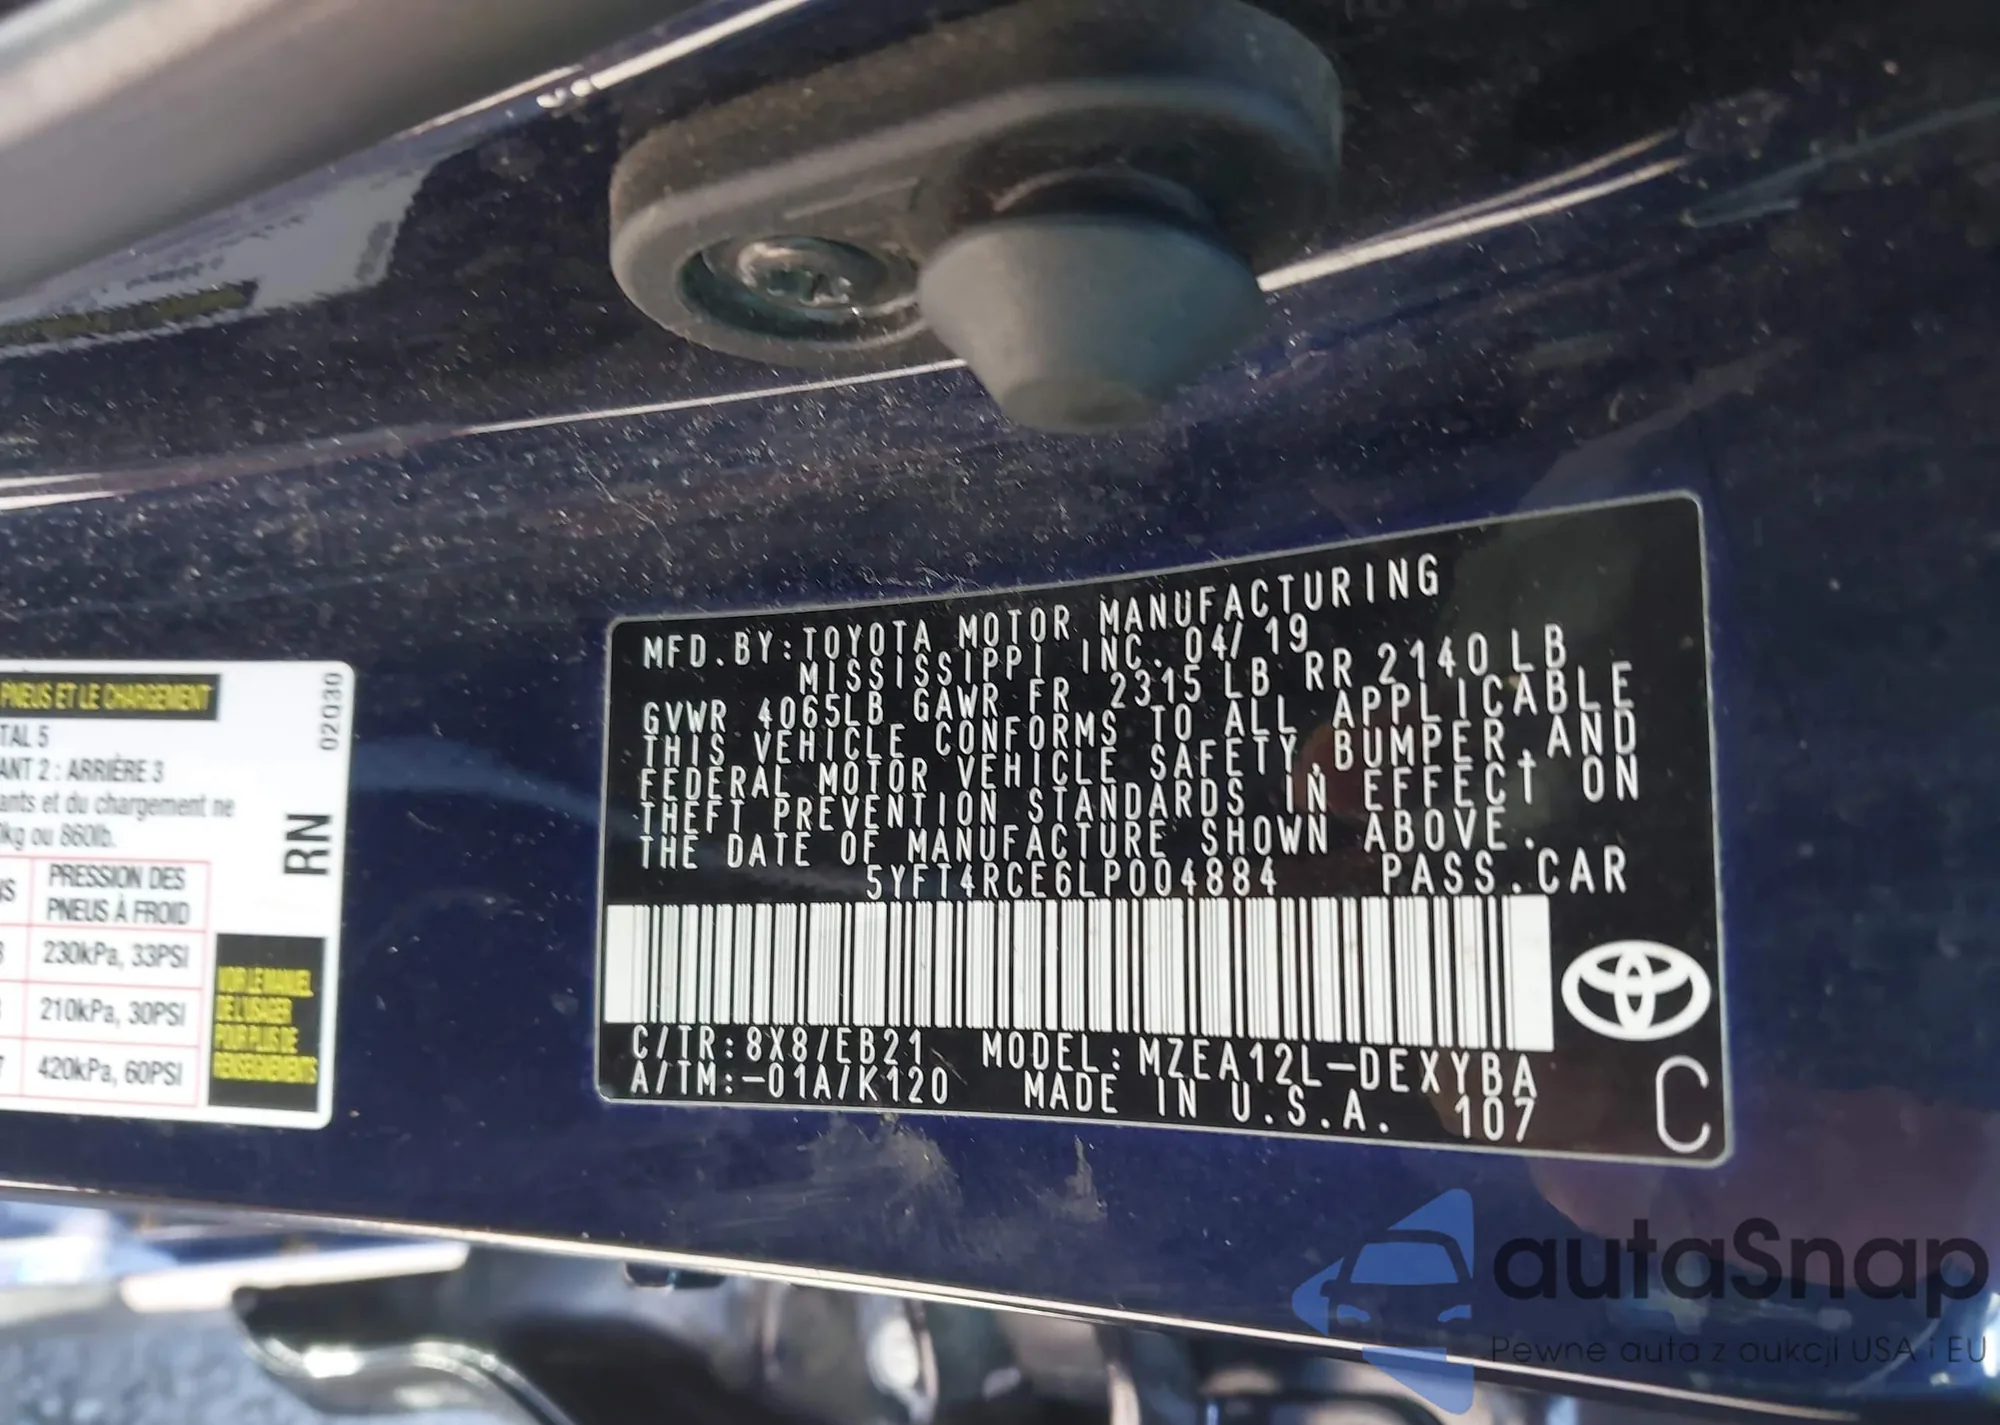 PNEUS ET LE CHARGEMENT
02030
TAL 5
ANT 2 : ARRIÈRE 3
ants et du chargement ne
kg ou 860lb.
RN
PRESSION DES
PNEUS À FROID
230kPa, 33PSI
210kPa, 30PSI
420kPa, 60PSI
VOIR LE MANUEL
DE L'USAGER
POUR PLUS DE
RENSEIGNEMENTS
MFD.BY:TOYOTA MOTOR MANUFACTURING
MISSISSIPPI INC. 04/19
GVWR 4065LB GAWR FR 2315 LB RR 2140 LB
THIS VEHICLE CONFORMS TO ALL APPLICABLE
FEDERAL MOTOR VEHICLE SAFETY, BUMPER, AND
THEFT PREVENTION STANDARDS IN EFFECT ON
THE DATE OF MANUFACTURE SHOWN ABOVE.
5YFT4RCE6LP004884 PASS.CAR
C/TR:8X8/EB21 MODEL:MZEA12L-DEXYBA
A/TM:-01A/K120 MADE IN U.S.A. 107
C
autaSnap
Pewne auta z aukcji USA i EU